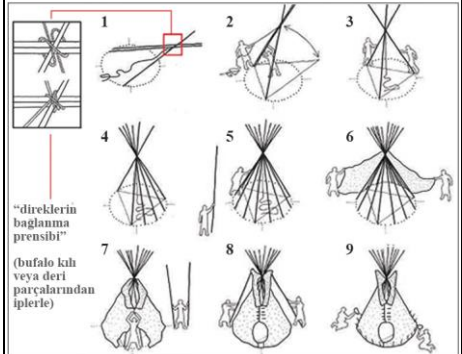 1
2
3
4
5
6
“direklerin
bağlanma
prensibi”
(bufalo kılı
veya deri
parçalarından
iplerle)
7
8
9